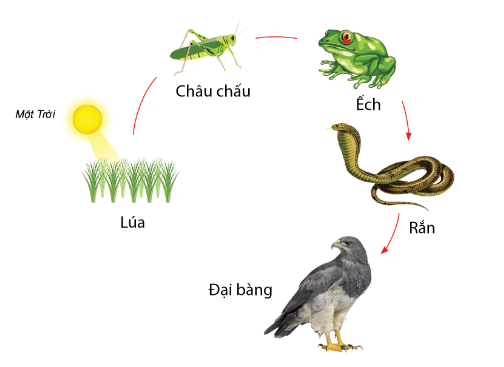 Mặt Trời
Lúa
Châu chấu
Ếch
Rắn
Đại bàng